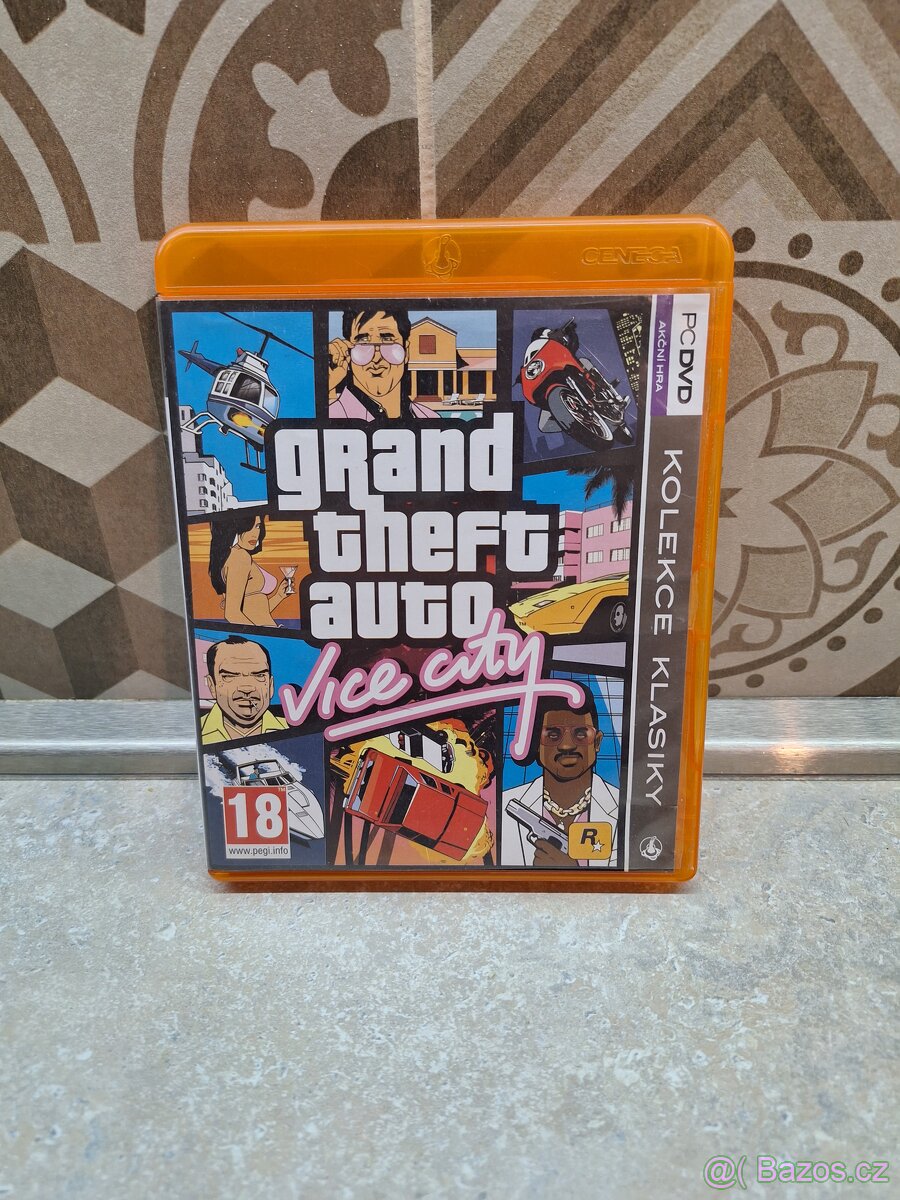 CENEGA
PC DVD
AKČNÍ HRA
KOLEKCE KLASIKY
grand
theft
auto
Vice City
18
www.pegi.info
R
@( Bazos.cz